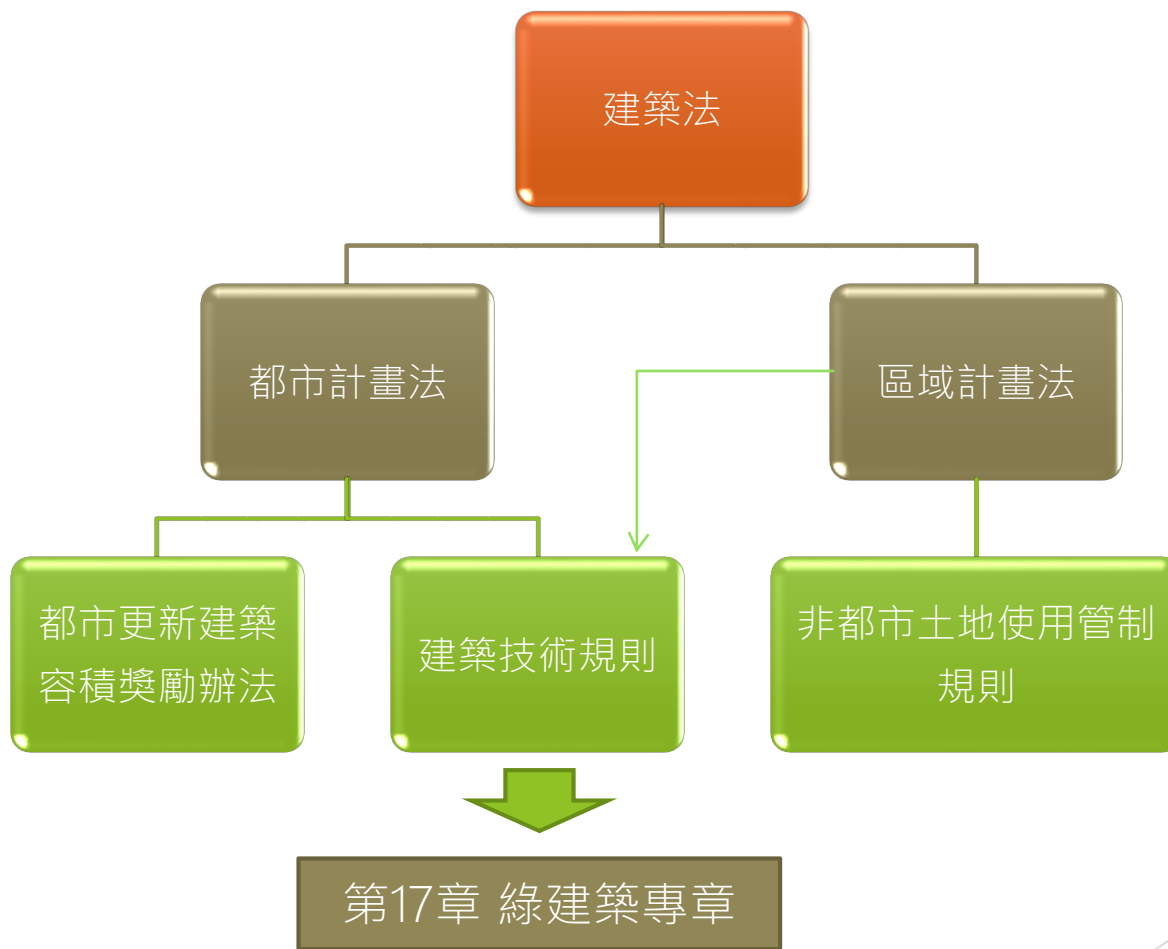 建築法
都市計畫法
區域計畫法
都市更新建築
容積獎勵辦法
建築技術規則
非都市土地使用管制
規則
第17章 綠建築專章